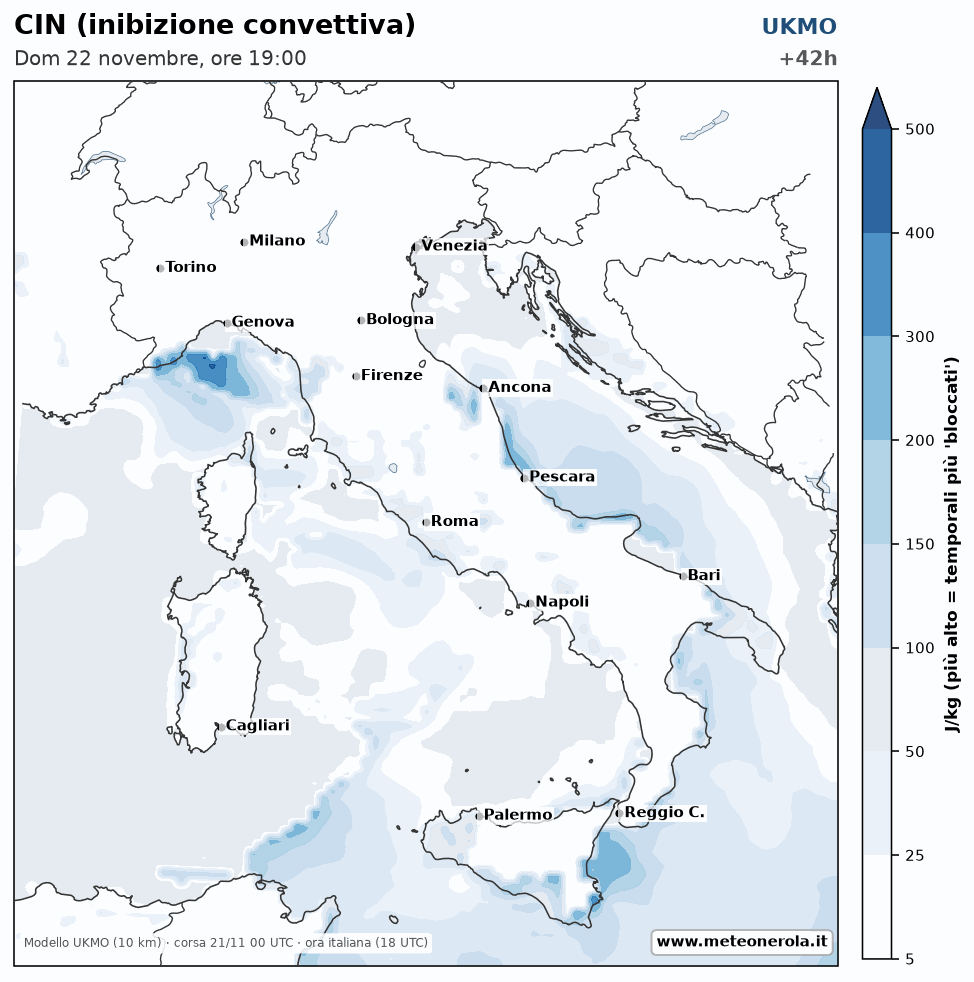 CIN (inibizione convettiva)
UKMO
Dom 22 novembre, ore 19:00
+42h
500
400
300
200
150
100
50
25
5
J/kg (più alto = temporali più 'bloccati')
Milano
Venezia
Torino
Genova
Bologna
Firenze
Ancona
Pescara
Roma
Bari
Napoli
Cagliari
Palermo
Reggio C.
Modello UKMO (10 km) · corsa 21/11 00 UTC · ora italiana (18 UTC)
www.meteonerola.it